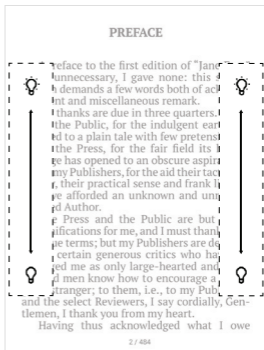 PREFACE
reface to the first edition of "Jane
unnecessary, I gave none: this s
demands a few words both of ac
nt and miscellaneous remark.
thanks are due in three quarters.
the Public, for the indulgent ear
d to a plain tale with few pretens
the Press, for the fair field its
e has opened to an obscure aspir
my Publishers, for the aid their tac
, their practical sense and frank li
ve afforded an unknown and un
d Author.
e Press and the Public are but
ifications for me, and I must than
ue terms; but my Publishers are de
certain generous critics who ha
ed me as only large-hearted and
d men know how to encourage a
tranger; to them, i.e., to my Pub
and the select Reviewers, I say cordially, Gen-
tlemen, I thank you from my heart.
Having thus acknowledged what I owe
2 / 484